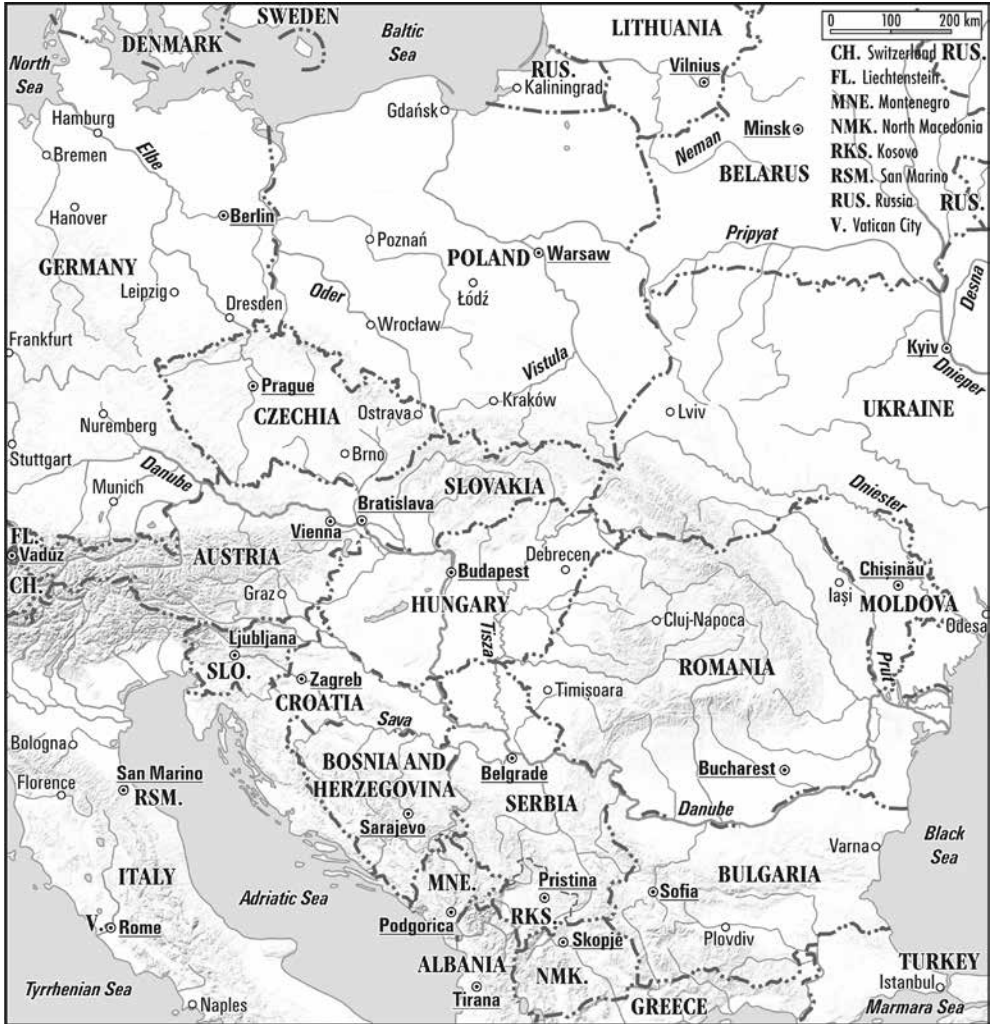 SWEDEN
DENMARK
Baltic
Sea
LITHUANIA
0 100 200 km
North
Sea
RUS.
Kaliningrad
Vilnius
CH. Switzerland
RUS.
FL. Liechtenstein
MNE. Montenegro
NMK. North Macedonia
RKS. Kosovo
RSM. San Marino
RUS. Russia
V. Vatican City
RUS.
Hamburg
Gdańsk
Minsk
Neman
BELARUS
Bremen
Elbe
Hanover
Berlin
Poznań
POLAND
Warsaw
Pripyat
GERMANY
Leipzig
Oder
Łódź
Desna
Dresden
Wrocław
Frankfurt
Kyiv
Dnieper
Vistula
Prague
Kraków
CZECHIA
Ostrava
Lviv
UKRAINE
Nuremberg
Stuttgart
Brno
Danube
Munich
SLOVAKIA
Bratislava
Dniester
Vienna
FL.
Vaduz
AUSTRIA
CH.
Graz
Debrecen
Budapest
HUNGARY
Chișinău
Iași
MOLDOVA
Odesa
Cluj-Napoca
Tisza
Ljubljana
SLO.
Zagreb
CROATIA
ROMANIA
Prut
Timișoara
Sava
Bologna
BOSNIA AND
HERZEGOVINA
Belgrade
Bucharest
San Marino
RSM.
Florence
SERBIA
Danube
Sarajevo
Black
Sea
Varna
ITALY
MNE.
Pristina
RKS.
Sofia
BULGARIA
Adriatic Sea
V.
Rome
Podgorica
Plovdiv
Skopje
ALBANIA
NMK.
TURKEY
Istanbul
Tyrrhenian Sea
Tirana
GREECE
Marmara Sea
Naples